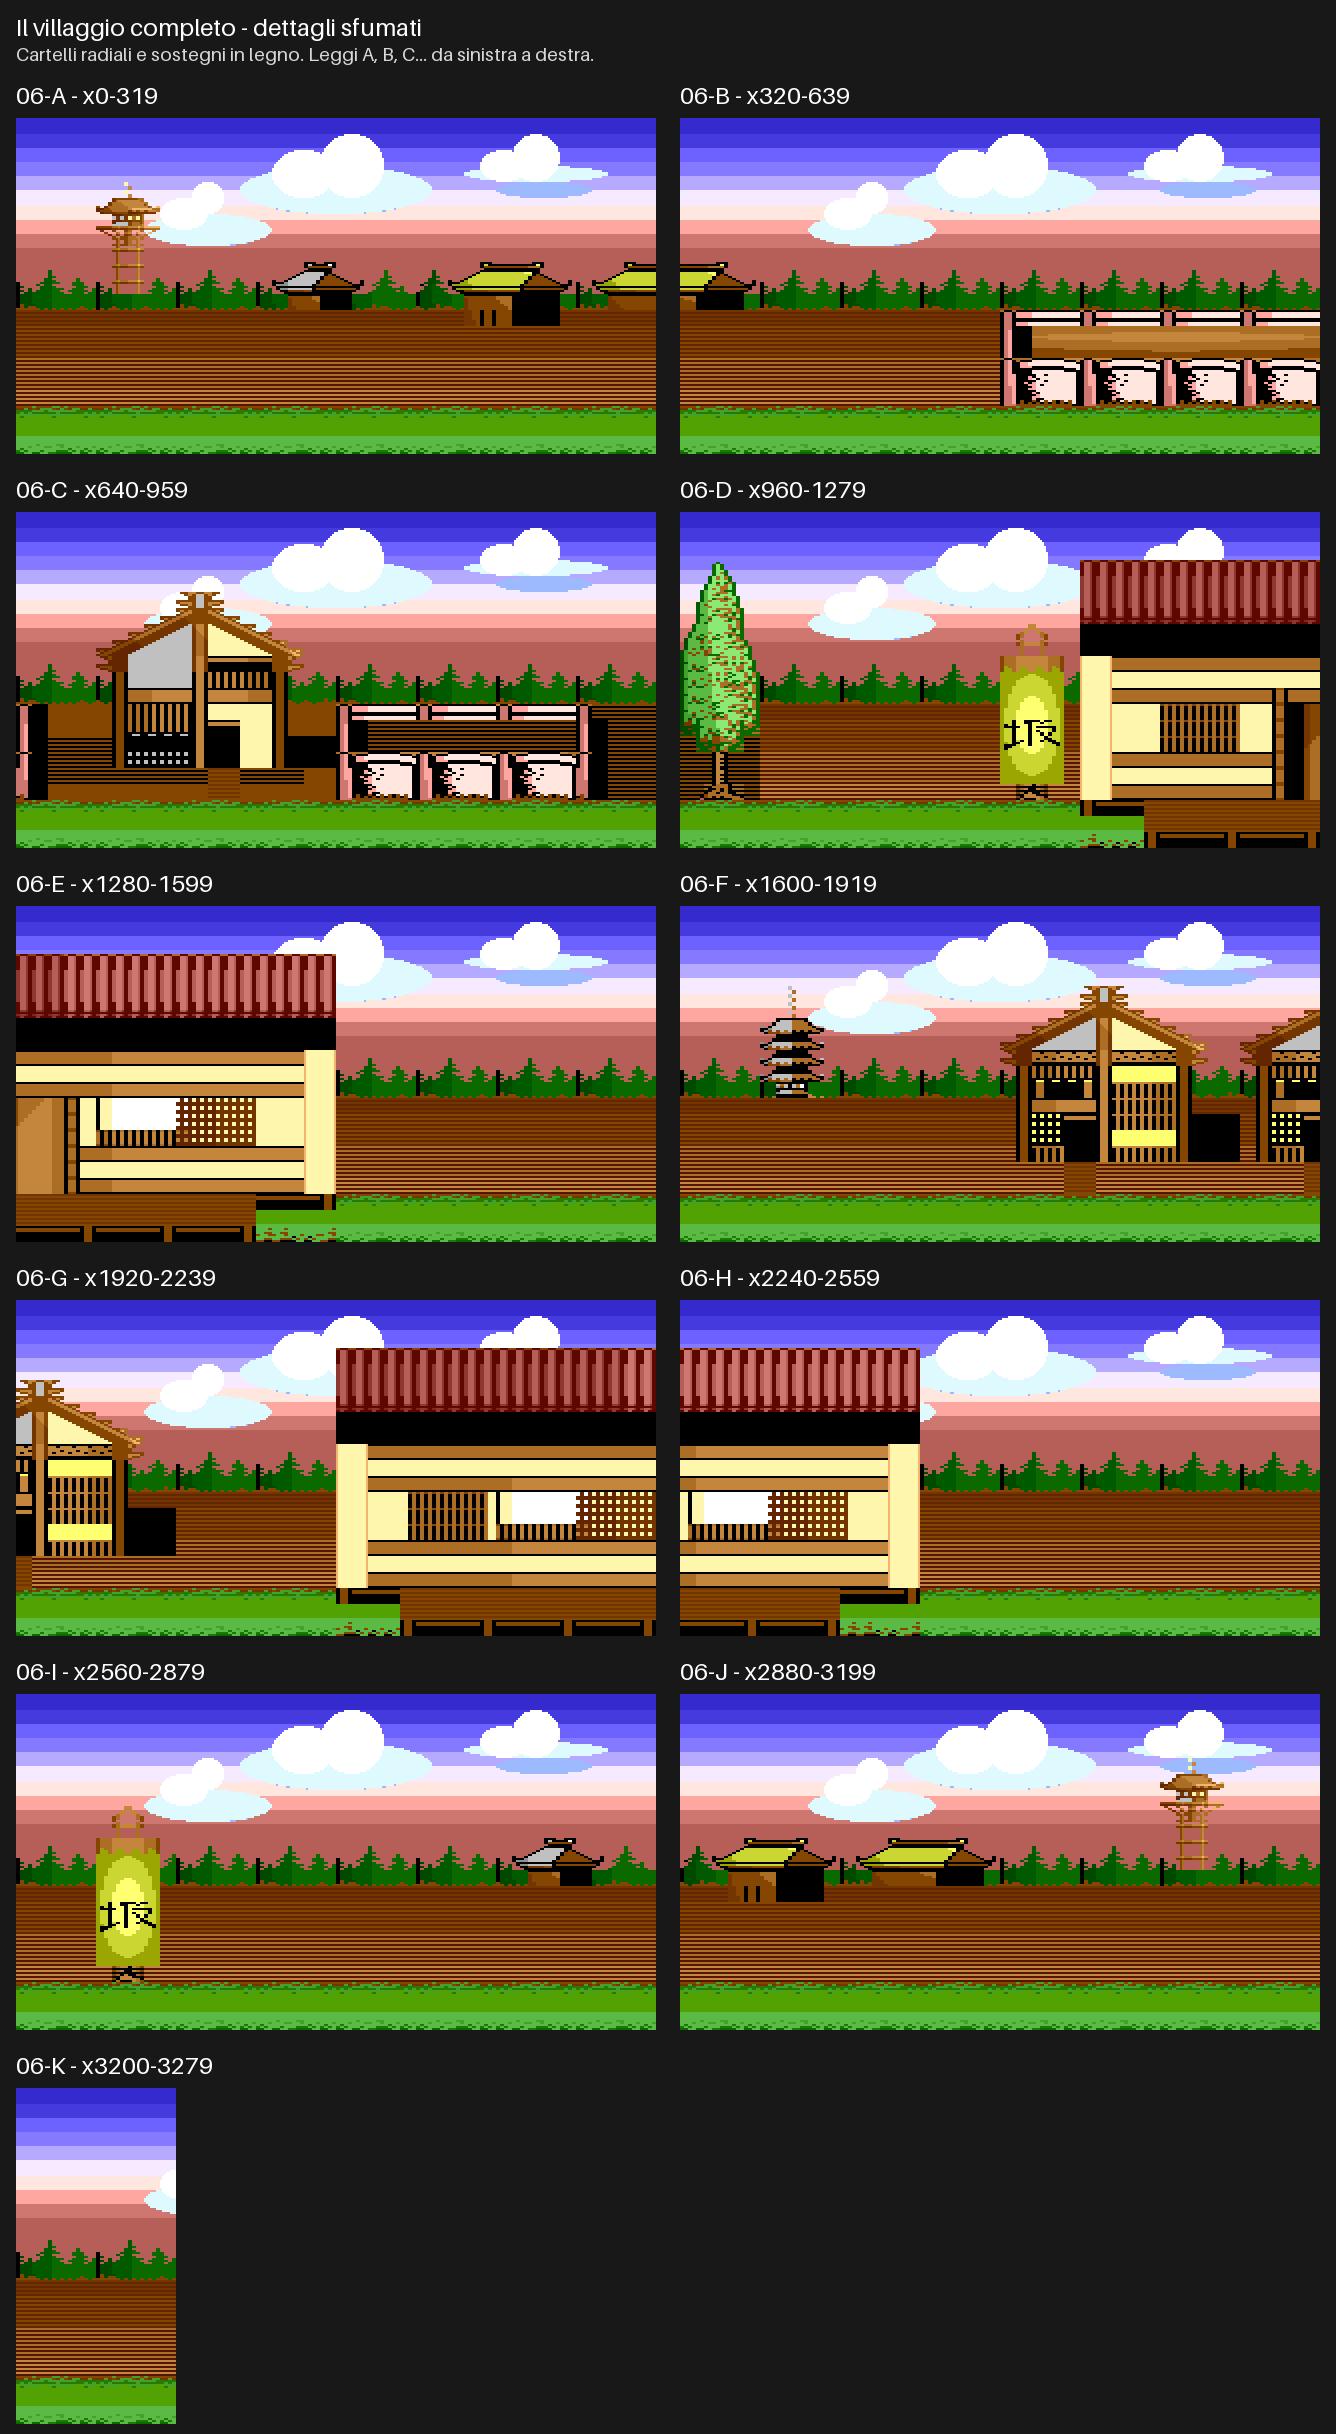 Il villaggio completo - dettagli sfumati
Cartelli radiali e sostegni in legno. Leggi A, B, C... da sinistra a destra.
06-A - x0-319
06-B - x320-639
06-C - x640-959
06-D - x960-1279
06-E - x1280-1599
06-F - x1600-1919
06-G - x1920-2239
06-H - x2240-2559
06-I - x2560-2879
06-J - x2880-3199
06-K - x3200-3279